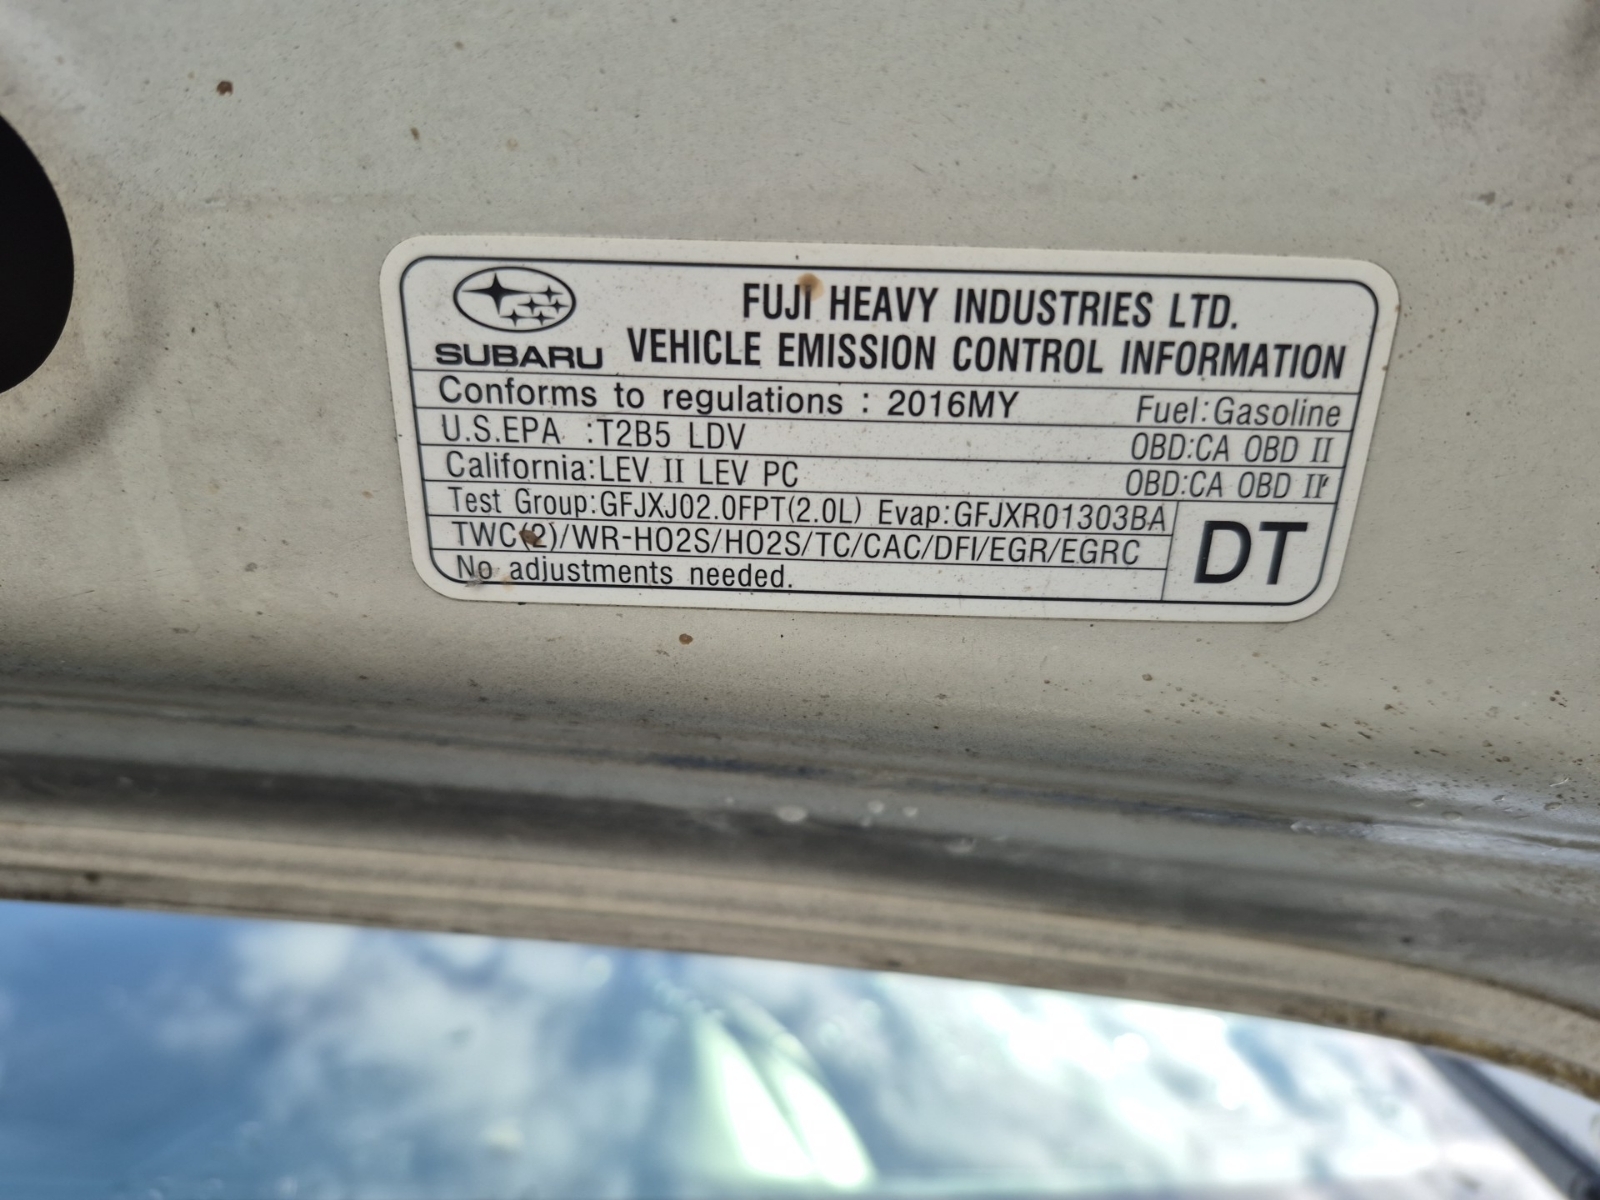 FUJI HEAVY INDUSTRIES LTD.
SUBARU VEHICLE EMISSION CONTROL INFORMATION
Conforms to regulations : 2016MY Fuel:Gasoline
U.S.EPA :T2B5 LDV OBD:CA OBD II
California:LEV II LEV PC OBD:CA OBD II
Test Group:GFJXJ02.0FPT(2.0L) Evap:GFJXR01303BA
TWC(2)/WR-HO2S/HO2S/TC/CAC/DFI/EGR/EGRC
No adjustments needed.
DT